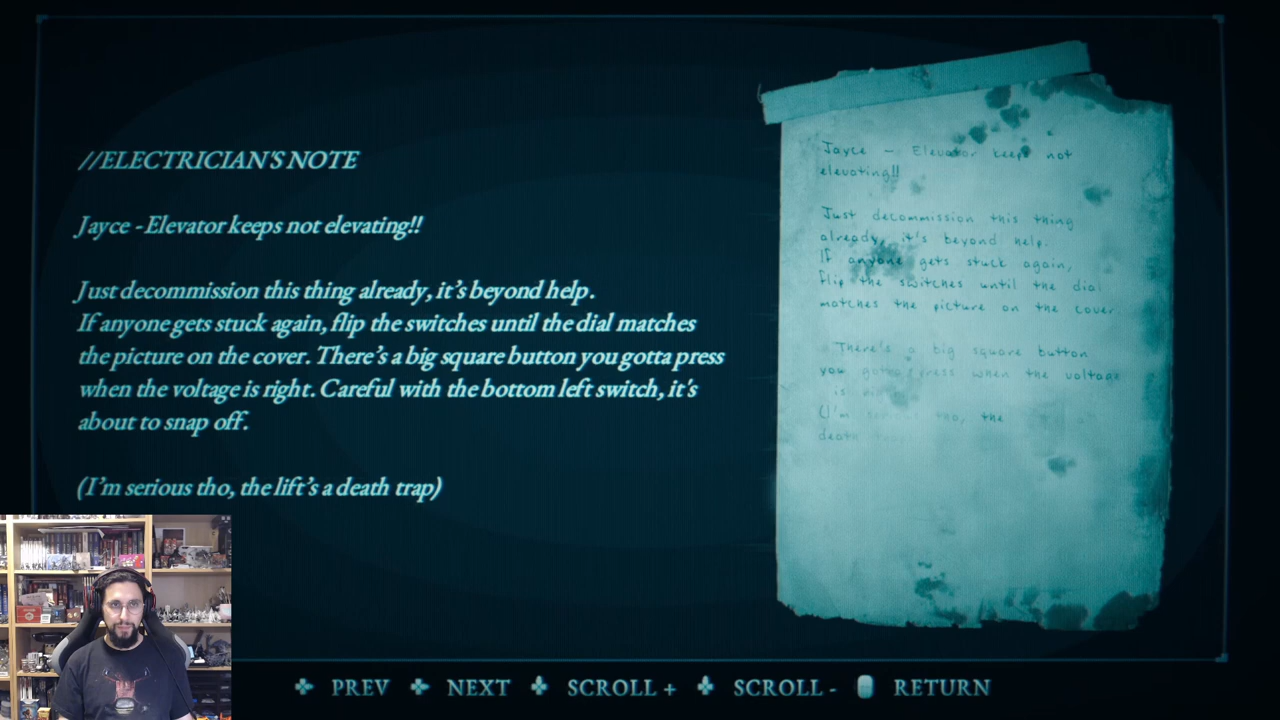 //ELECTRICIAN'S NOTE
Jayce - Elevator keeps not elevating!!
Just decommission this thing already, it's beyond help.
If anyone gets stuck again, flip the switches until the dial matches
the picture on the cover. There's a big square button you gotta press
when the voltage is right. Careful with the bottom left switch, it's
about to snap off.
(I'm serious tho, the lift's a death trap)
Jayce - Elevator keeps not
elevating!!
Just decommission this thing
already, it's beyond help.
If anyone gets stuck again,
flip the switches until the dial
matches the picture on the cover
There's a big square button
you gotta press when the voltage
is
(I'm serious tho, the
death
PREV NEXT SCROLL + SCROLL - RETURN